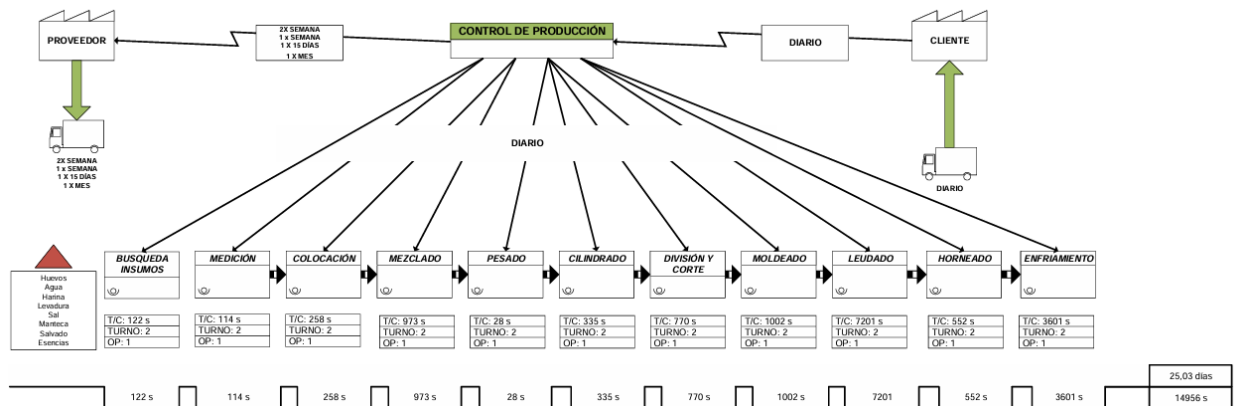 PROVEEDOR
2X SEMANA
1 x SEMANA
1 X 15 DÍAS
1 X MES
CONTROL DE PRODUCCIÓN
DIARIO
CLIENTE
2X SEMANA
1 x SEMANA
1 X 15 DÍAS
1 X MES
DIARIO
DIARIO
Huevos
Agua
Harina
Levadura
Sal
Manteca
Salvado
Esencias
BUSQUEDA
INSUMOS
T/C: 122 s
TURNO: 2
OP: 1
MEDICIÓN
T/C: 114 s
TURNO: 2
OP: 1
COLOCACIÓN
T/C: 258 s
TURNO: 2
OP: 1
MEZCLADO
T/C: 973 s
TURNO: 2
OP: 1
PESADO
T/C: 28 s
TURNO: 2
OP: 1
CILINDRADO
T/C: 335 s
TURNO: 2
OP: 1
DIVISIÓN Y
CORTE
T/C: 770 s
TURNO: 2
OP: 1
MOLDEADO
T/C: 1002 s
TURNO: 2
OP: 1
LEUDADO
T/C: 7201 s
TURNO: 2
OP: 1
HORNEADO
T/C: 552 s
TURNO: 2
OP: 1
ENFRIAMIENTO
T/C: 3601 s
TURNO: 2
OP: 1
122 s
114 s
258 s
973 s
28 s
335 s
770 s
1002 s
7201
552 s
3601 s
25,03 días
14956 s